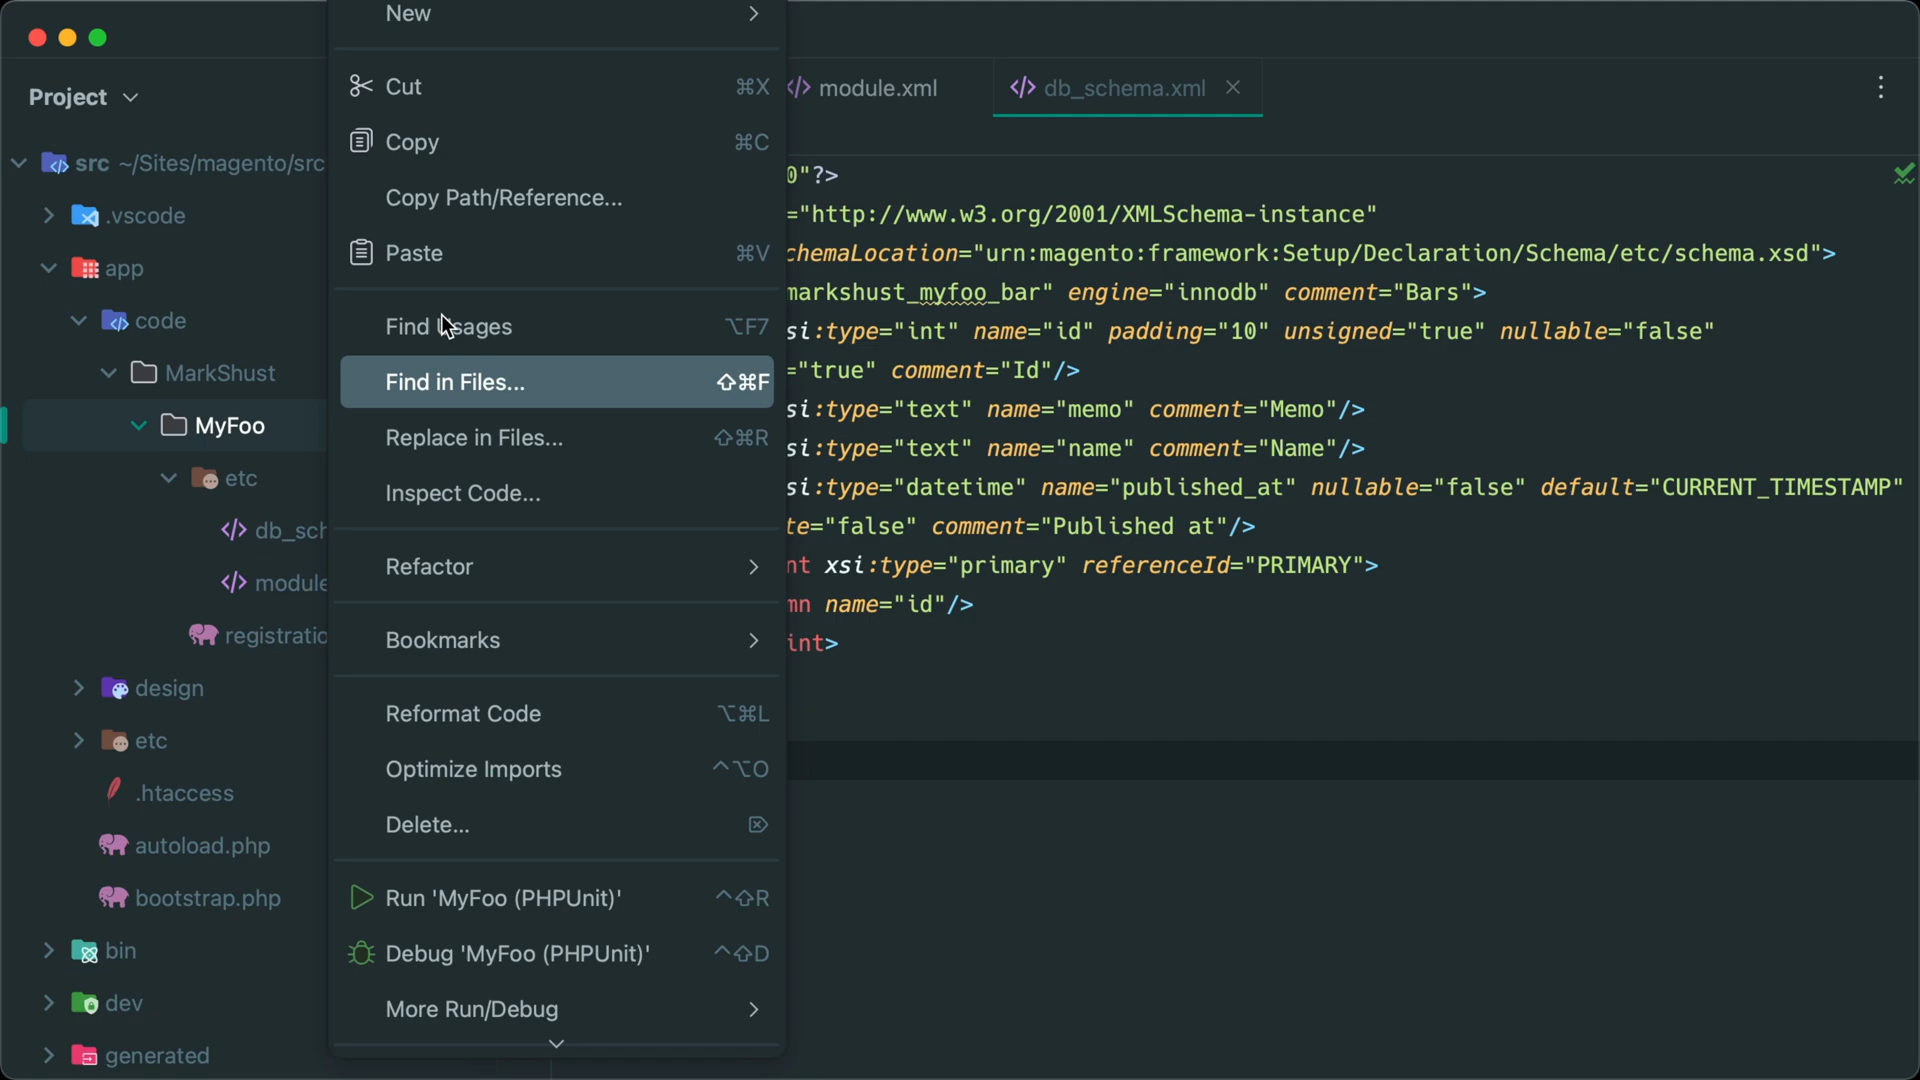 Project
src ~/Sites/magento/src
.vscode
app
code
MarkShust
MyFoo
etc
db_sch
module
registratio
design
etc
.htaccess
autoload.php
bootstrap.php
bin
dev
generated
New
Cut ⌘X
Copy ⌘C
Copy Path/Reference...
Paste ⌘V
Find Usages ⌥F7
Find in Files... ⇧⌘F
Replace in Files... ⇧⌘R
Inspect Code...
Refactor
Bookmarks
Reformat Code ⌥⌘L
Optimize Imports ^⌥O
Delete... ⌦
Run 'MyFoo (PHPUnit)' ^⇧R
Debug 'MyFoo (PHPUnit)' ^⇧D
More Run/Debug
module.xml
db_schema.xml
0"?>
="http://www.w3.org/2001/XMLSchema-instance"
chemaLocation="urn:magento:framework:Setup/Declaration/Schema/etc/schema.xsd">
markshust_myfoo_bar" engine="innodb" comment="Bars">
si:type="int" name="id" padding="10" unsigned="true" nullable="false"
="true" comment="Id"/>
si:type="text" name="memo" comment="Memo"/>
si:type="text" name="name" comment="Name"/>
si:type="datetime" name="published_at" nullable="false" default="CURRENT_TIMESTAMP"
te="false" comment="Published at"/>
nt xsi:type="primary" referenceId="PRIMARY">
mn name="id"/>
int>